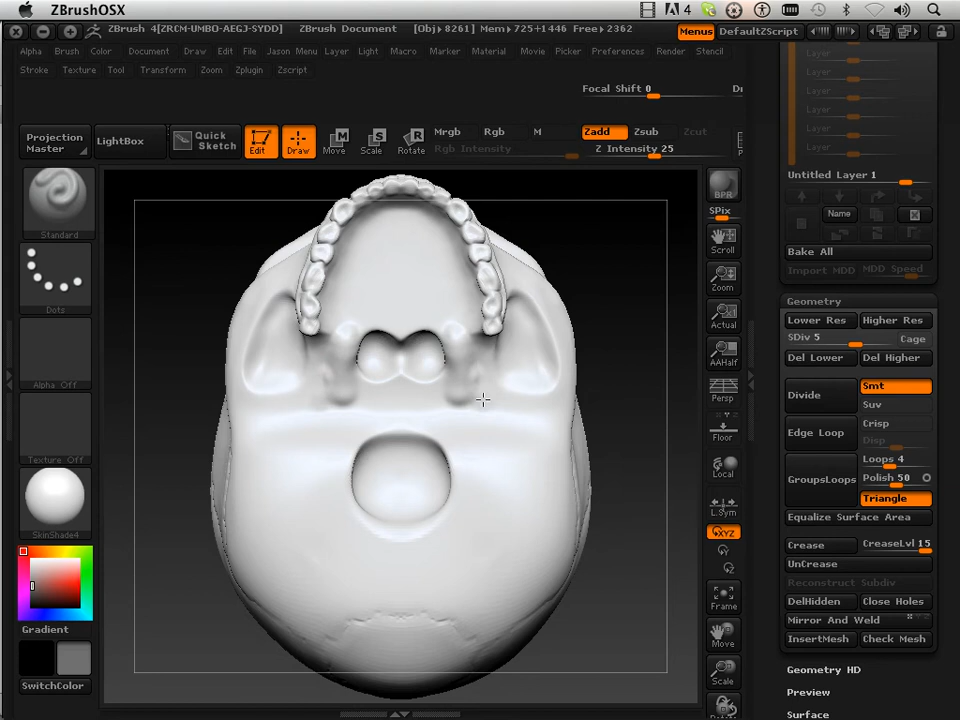 ZBrushOSX
4
ZBrush 4[ZRCM-UMBO-AEGJ-SYDD] ZBrush Document [Obj▸8261] Mem▸725+1446 Free▸2362 Menus DefaultZScript
Alpha Brush Color Document Draw Edit File Jason Menu Layer Light Macro Marker Material Movie Picker Preferences Render Stencil
Stroke Texture Tool Transform Zoom Zplugin Zscript
Focal Shift 0
Projection Master
LightBox
Quick Sketch
Edit
Draw
Move
Scale
Rotate
Mrgb Rgb M Zadd Zsub Zcut
Rgb Intensity Z Intensity 25
Standard
Dots
Alpha Off
Texture Off
SkinShade4
Gradient
SwitchColor
BPR
SPix
Scroll
Zoom
Actual
AAHalf
Persp
Floor
Local
L.Sym
XYZ
Frame
Move
Scale
Layer
Layer
Layer
Layer
Layer
Layer
Untitled Layer 1
Name
Bake All
Import MDD MDD Speed
Geometry
Lower Res Higher Res
SDiv 5 Cage
Del Lower Del Higher
Divide Smt
Suv
Edge Loop Crisp
Disp
Loops 4
GroupsLoops Polish 50
Triangle
Equalize Surface Area
Crease CreaseLvl 15
UnCrease
Reconstruct Subdiv
DelHidden Close Holes
Mirror And Weld
InsertMesh Check Mesh
Geometry HD
Preview
Surface